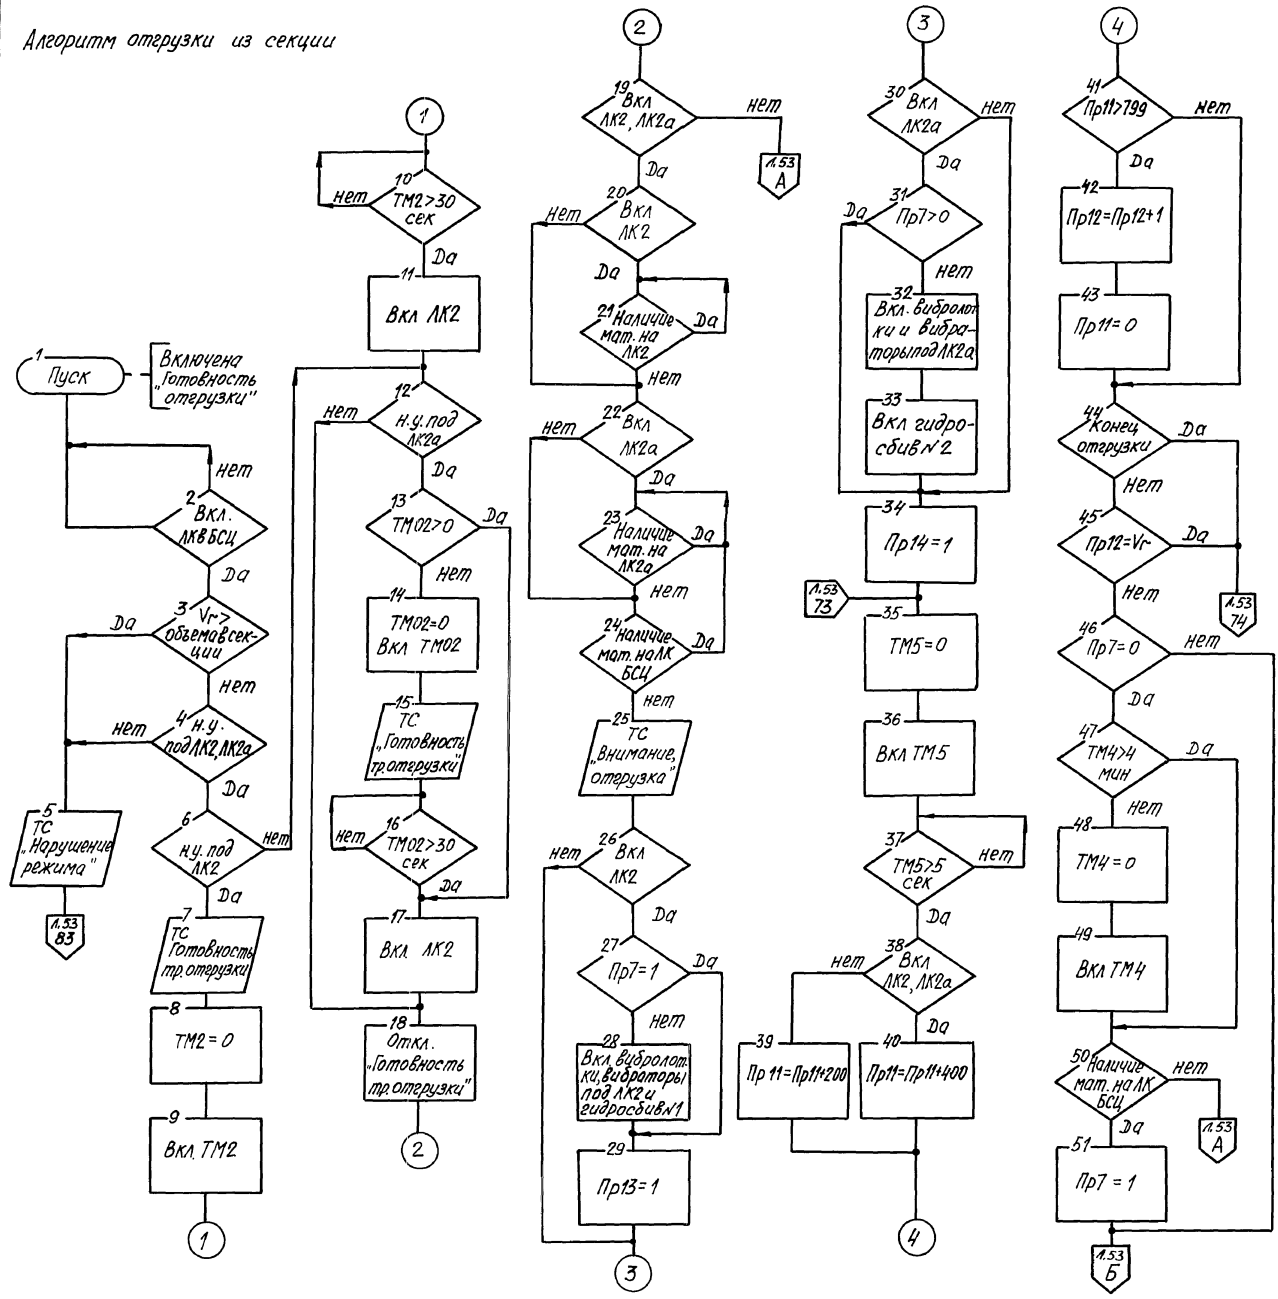 Алгоритм отгрузки из секции
1
Пуск
Включена
„Готовность
отгрузки"
нет
2
Вкл.
ЛК в БСЦ
Да
3
Vг >
объема в сек-
ции
Да
нет
4
н.у.
под ЛК2, ЛК2а
нет
Да
5
ТС
„Нарушение
режима"
л.53
83
6
н.у. под
ЛК2
нет
Да
7
ТС
Готовность
тр. отгрузки
8
ТМ2=0
9
Вкл. ТМ2
1
1
10
ТМ2>30
сек
нет
Да
11
Вкл ЛК2
12
н.у. под
ЛК2а
нет
Да
13
ТМ02>0
Да
нет
14
ТМ02=0
Вкл ТМ02
15
ТС
„Готовность
тр. отгрузки"
16
ТМ02>30
сек
нет
Да
17
Вкл ЛК2
18
Откл.
„Готовность
тр. отгрузки"
2
2
19
Вкл
ЛК2, ЛК2а
нет
л.53
А
Да
20
Вкл
ЛК2
нет
Да
21
Наличие
мат. на
ЛК2
Да
нет
22
Вкл
ЛК2а
нет
Да
23
Наличие
мат. на
ЛК2а
Да
нет
24
Наличие
мат. на ЛК
БСЦ
Да
нет
25
ТС
„Внимание,
отгрузка"
26
Вкл
ЛК2
нет
Да
27
Пр7=1
Да
нет
28
Вкл. вибролот-
ки, вибраторы
под ЛК2 и
гидросбив №1
29
Пр13=1
3
3
30
Вкл
ЛК2а
нет
Да
31
Пр7>0
Да
нет
32
Вкл. вибролот-
ки и вибра-
торы под ЛК2а
33
Вкл гидро-
сбив №2
34
Пр14=1
л.53
73
35
ТМ5=0
36
Вкл ТМ5
37
ТМ5>5
сек
нет
Да
38
Вкл
ЛК2, ЛК2а
нет
Да
39
Пр11=Пр11+200
40
Пр11=Пр11+400
4
4
41
Пр11>799
нет
Да
42
Пр12=Пр12+1
43
Пр11=0
44
Конец
отгрузки
Да
нет
45
Пр12=Vг
Да
нет
л.53
74
46
Пр7=0
нет
Да
47
ТМ4>4
мин
Да
нет
48
ТМ4=0
49
Вкл ТМ4
50
Наличие
мат. на ЛК
БСЦ
нет
л.53
А
Да
51
Пр7=1
л.53
Б